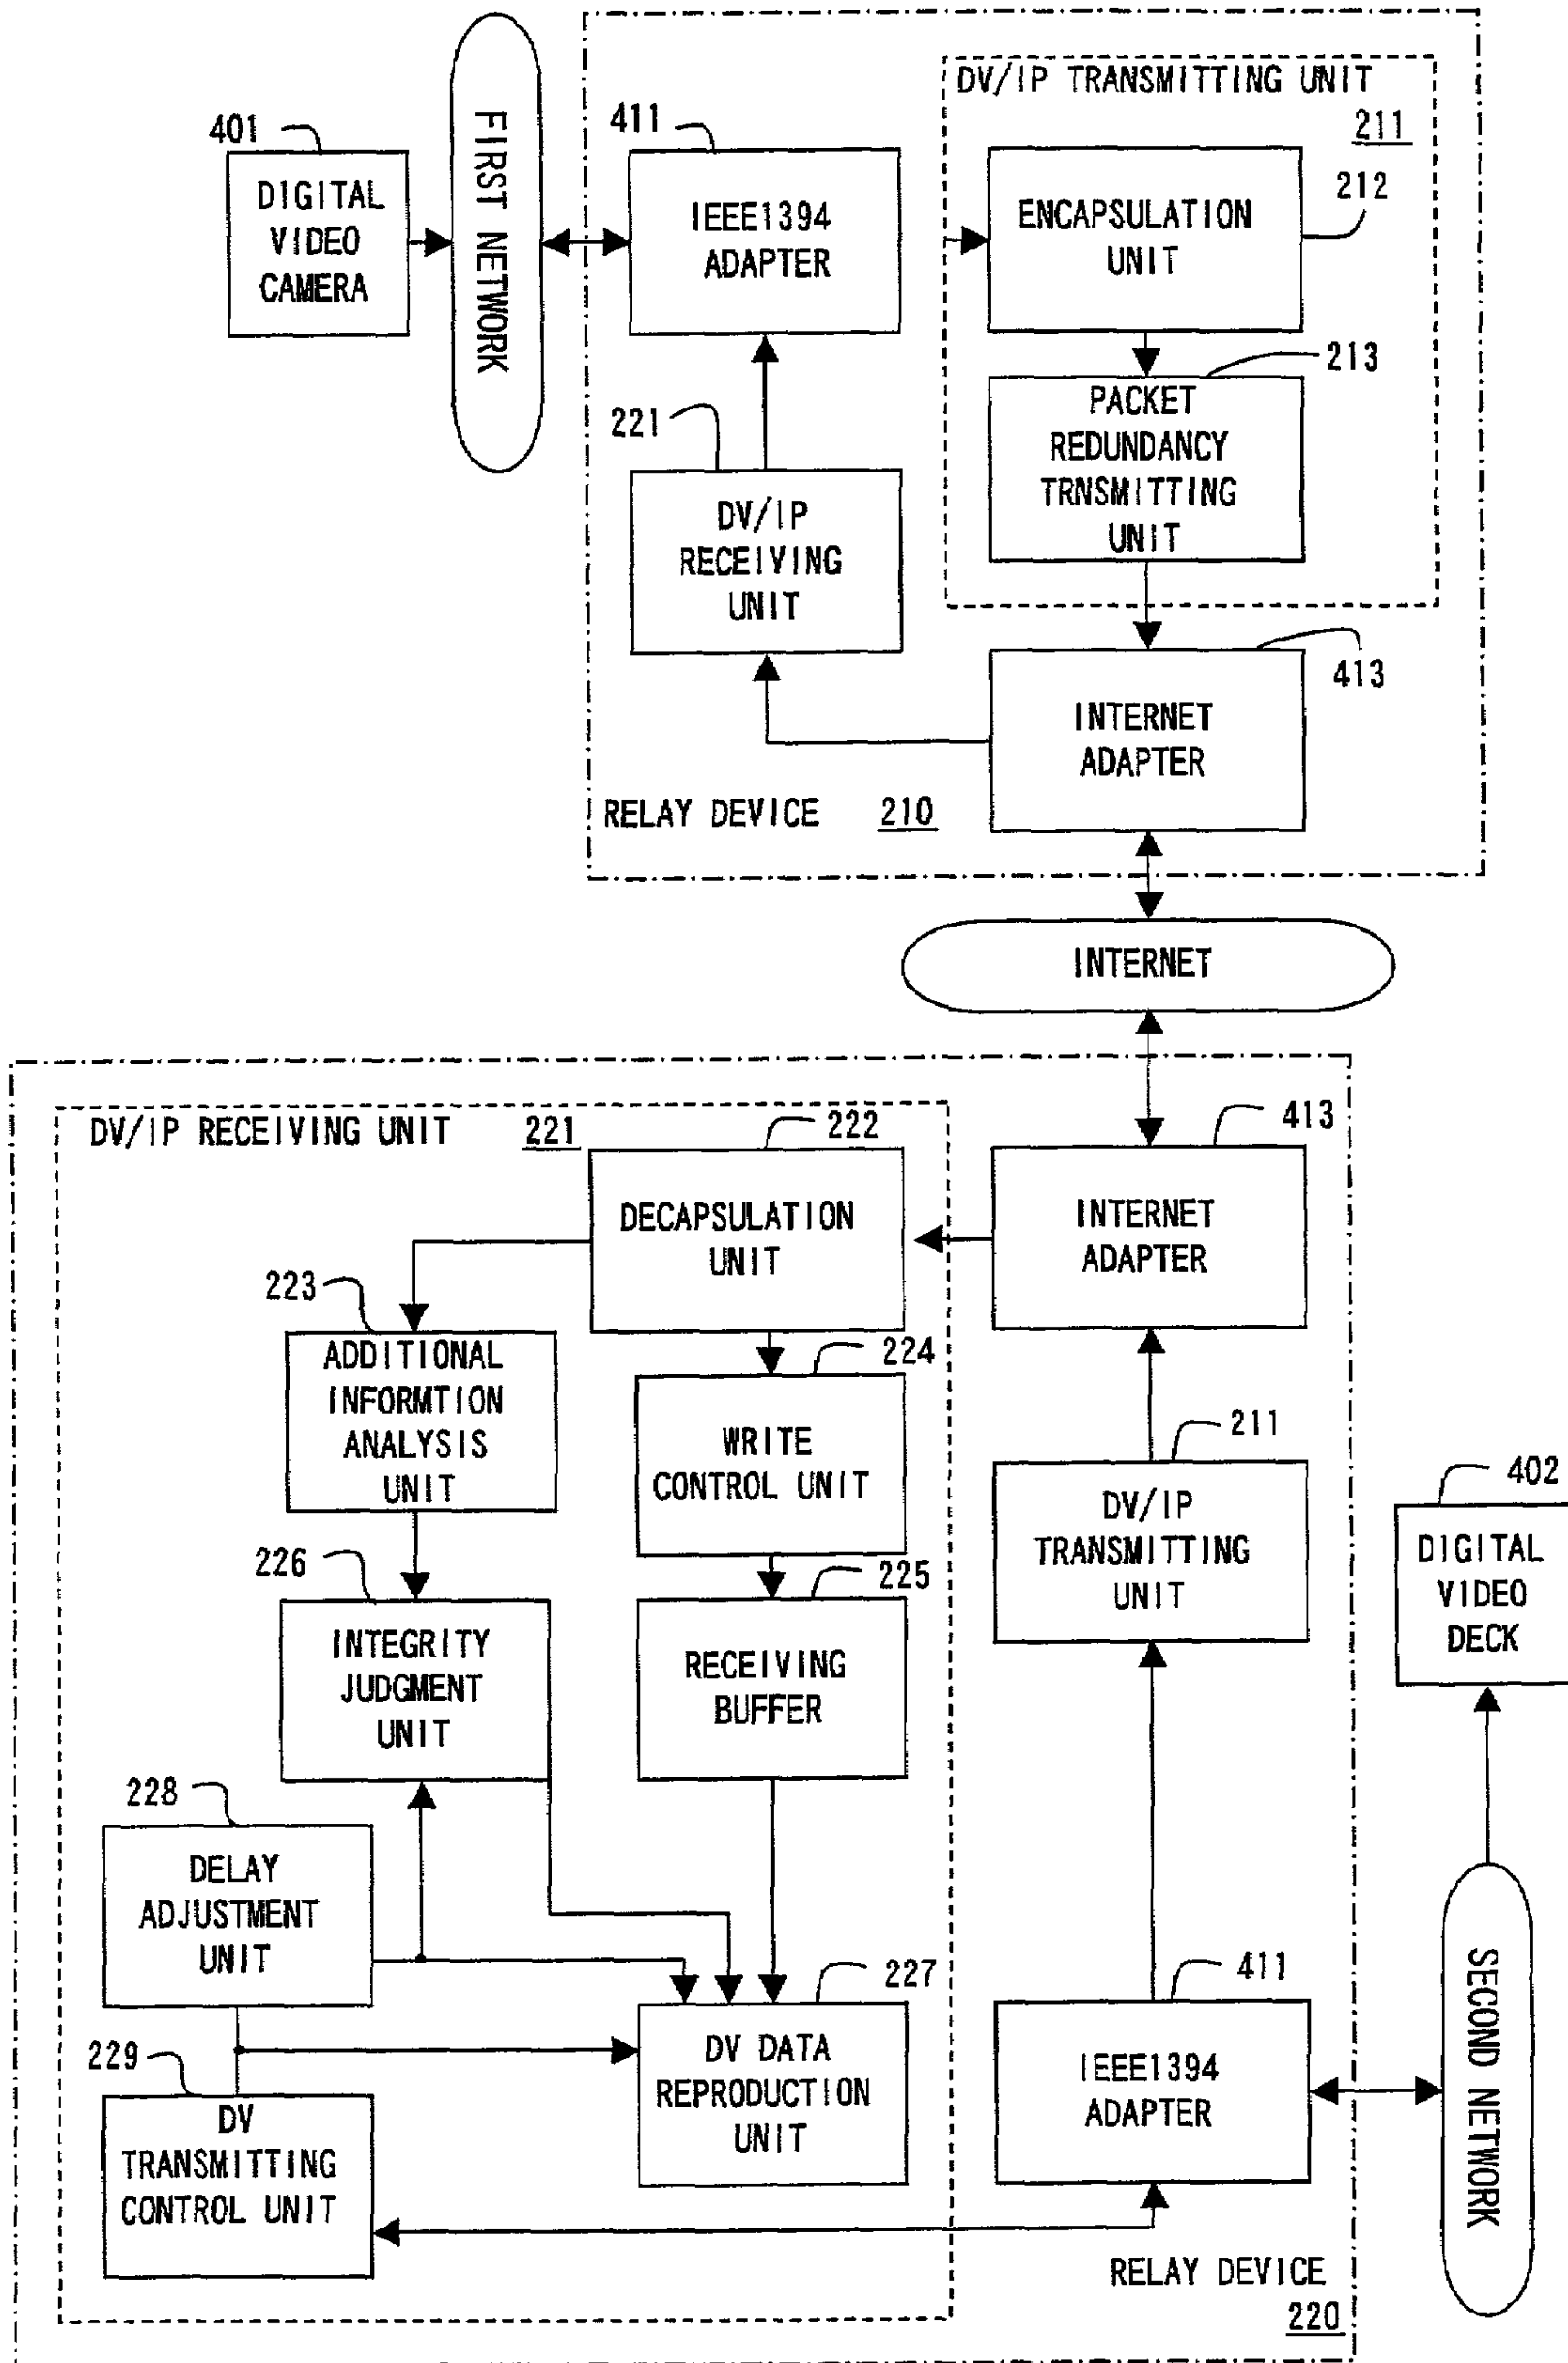 401
DIGITAL
VIDEO
CAMERA
FIRST NETWORK
411
IEEE1394
ADAPTER
DV/IP TRANSMITTING UNIT
211
ENCAPSULATION
UNIT
212
213
PACKET
REDUNDANCY
TRNSMITTING
UNIT
221
DV/IP
RECEIVING
UNIT
413
INTERNET
ADAPTER
RELAY DEVICE 210
INTERNET
DV/IP RECEIVING UNIT 221
222
DECAPSULATION
UNIT
413
INTERNET
ADAPTER
223
ADDITIONAL
INFORMTION
ANALYSIS
UNIT
224
WRITE
CONTROL UNIT
211
DV/IP
TRANSMITTING
UNIT
402
DIGITAL
VIDEO
DECK
226
INTEGRITY
JUDGMENT
UNIT
225
RECEIVING
BUFFER
228
DELAY
ADJUSTMENT
UNIT
227
DV DATA
REPRODUCTION
UNIT
411
IEEE1394
ADAPTER
SECOND NETWORK
229
DV
TRANSMITTING
CONTROL UNIT
RELAY DEVICE
220